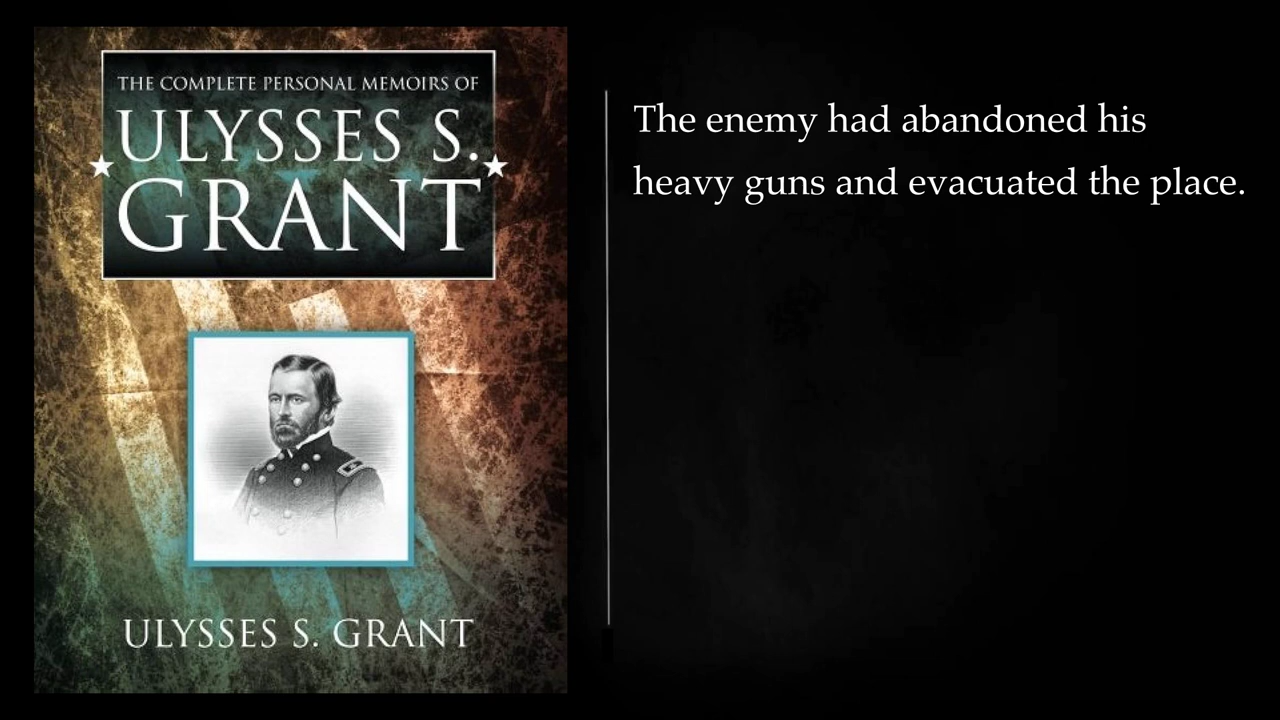 THE COMPLETE PERSONAL MEMOIRS OF
ULYSSES S.
GRANT
ULYSSES S. GRANT
The enemy had abandoned his
heavy guns and evacuated the place.